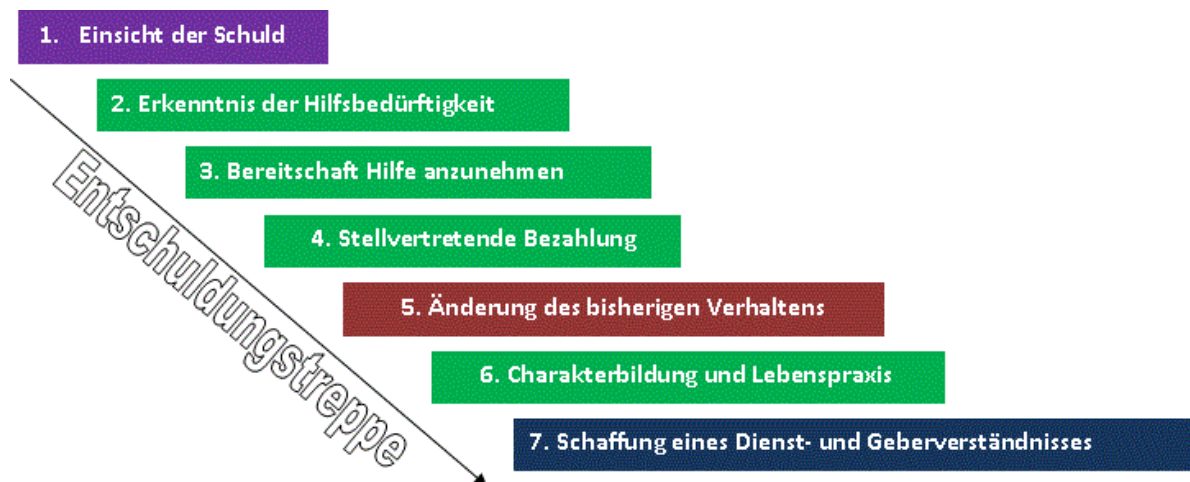 1. Einsicht der Schuld
2. Erkenntnis der Hilfsbedürftigkeit
3. Bereitschaft Hilfe anzunehmen
4. Stellvertretende Bezahlung
5. Änderung des bisherigen Verhaltens
6. Charakterbildung und Lebenspraxis
7. Schaffung eines Dienst- und Geberverständnisses
Entschuldungstreppe